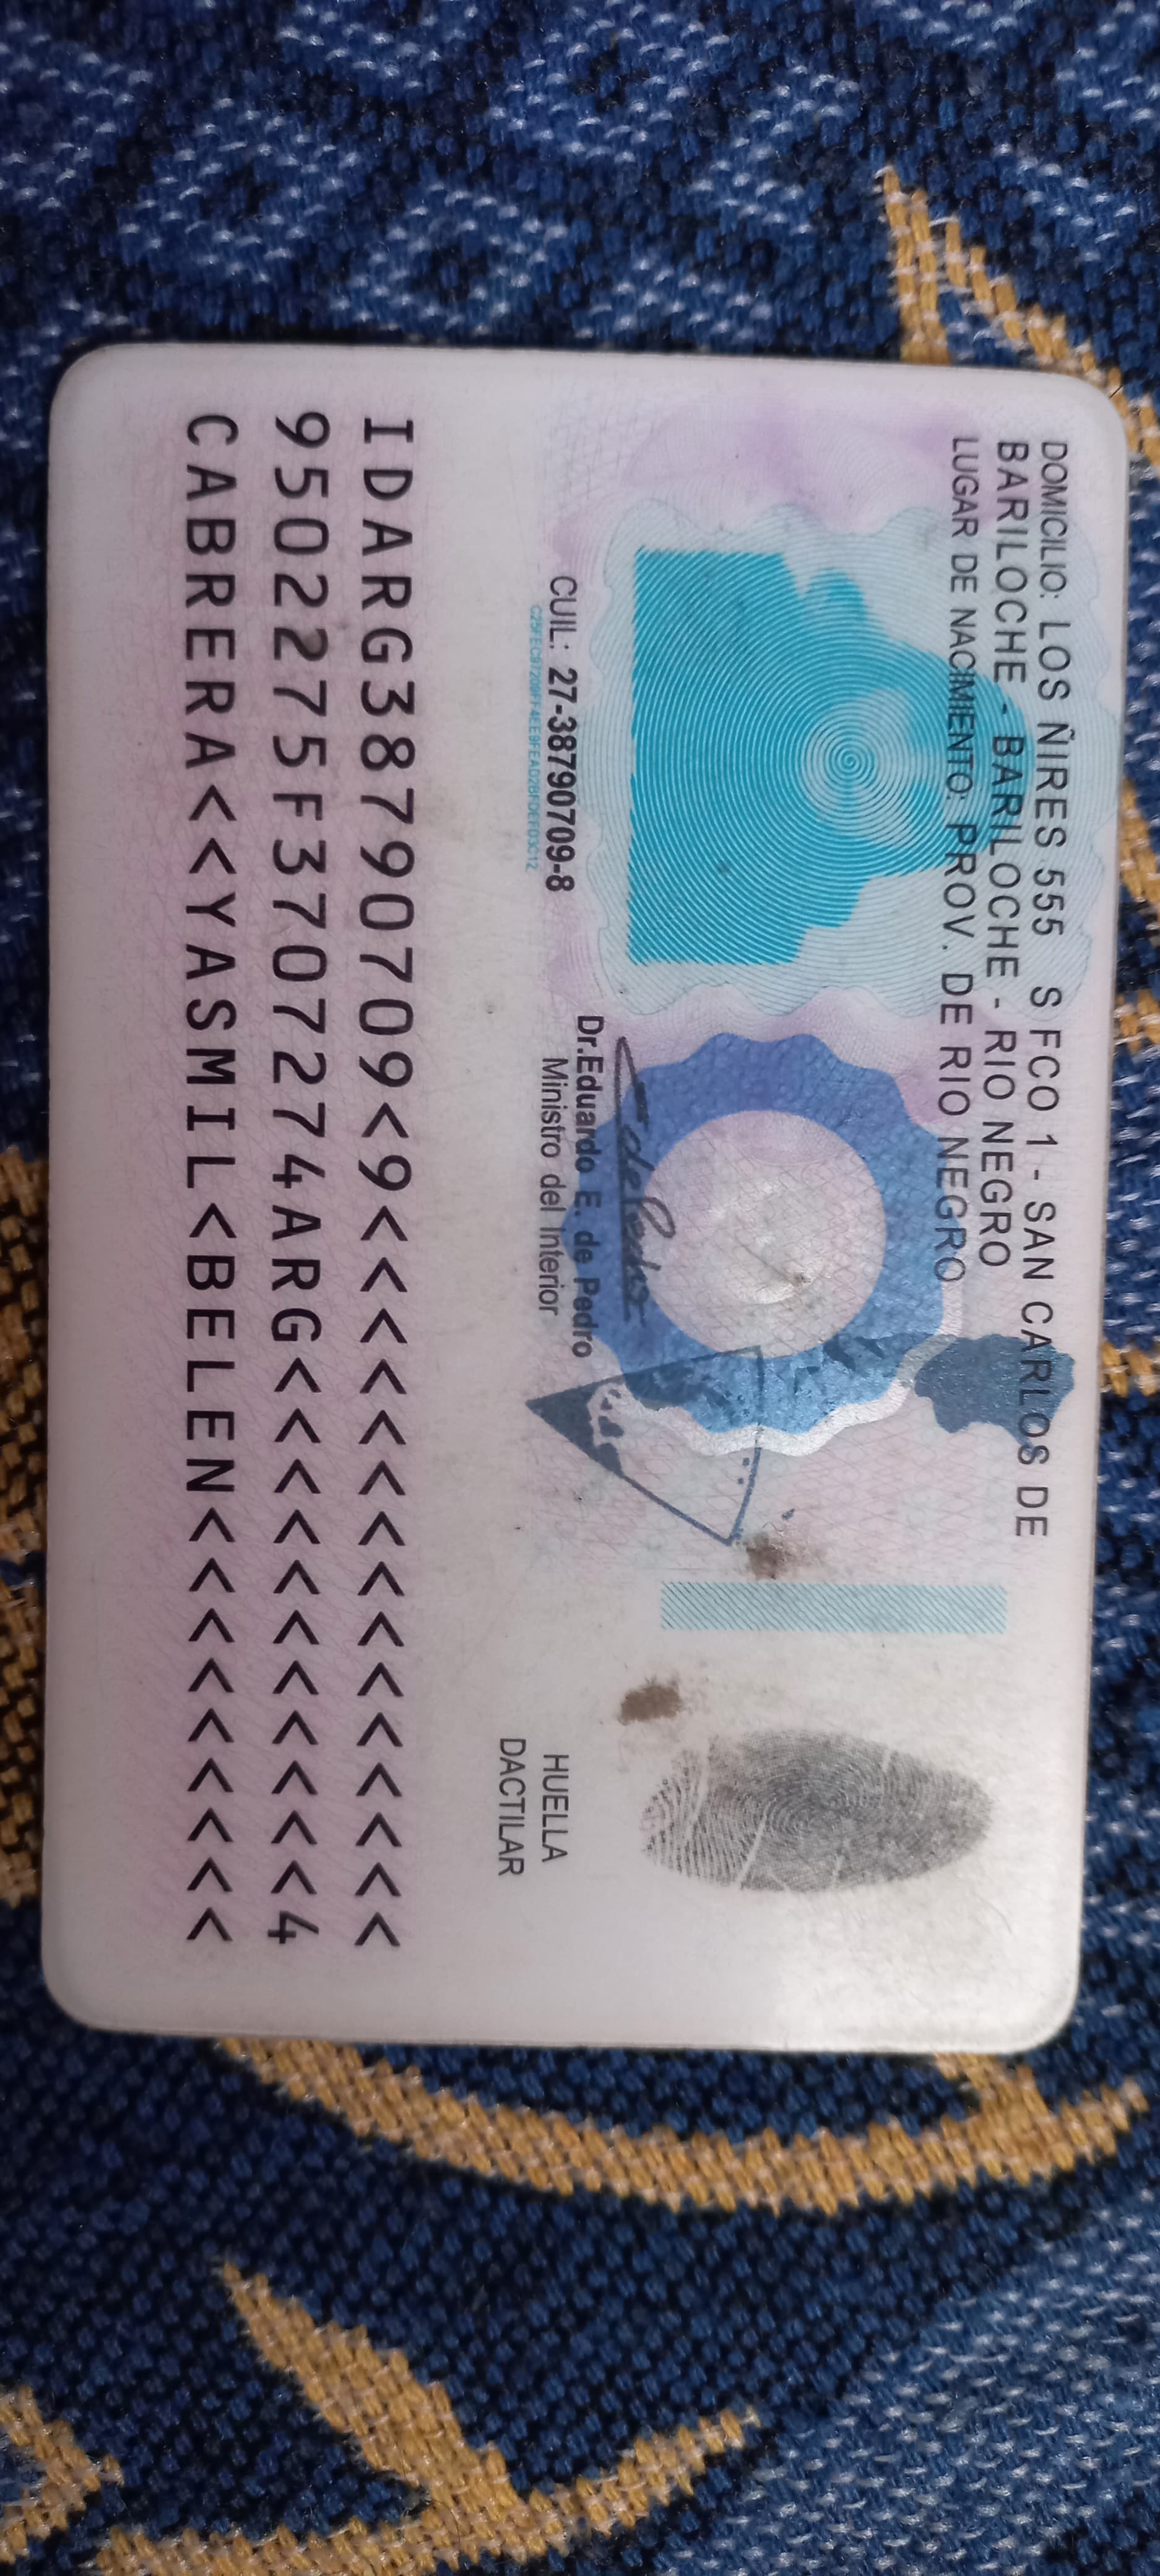 DOMICILIO: LOS ÑIRES 555 S FCO 1 - SAN CARLOS DE
BARILOCHE - BARILOCHE - RIO NEGRO
LUGAR DE NACIMIENTO: PROV. DE RIO NEGRO
CUIL: 27-38790709-8
Dr.Eduardo E. de Pedro
Ministro del Interior
HUELLA
DACTILAR
IDARG38790709<9<<<<<<<<<<<<<<<
9502275F3707274ARG<<<<<<<<<<<4
CABRERA<<YASMIL<BELEN<<<<<<<<<